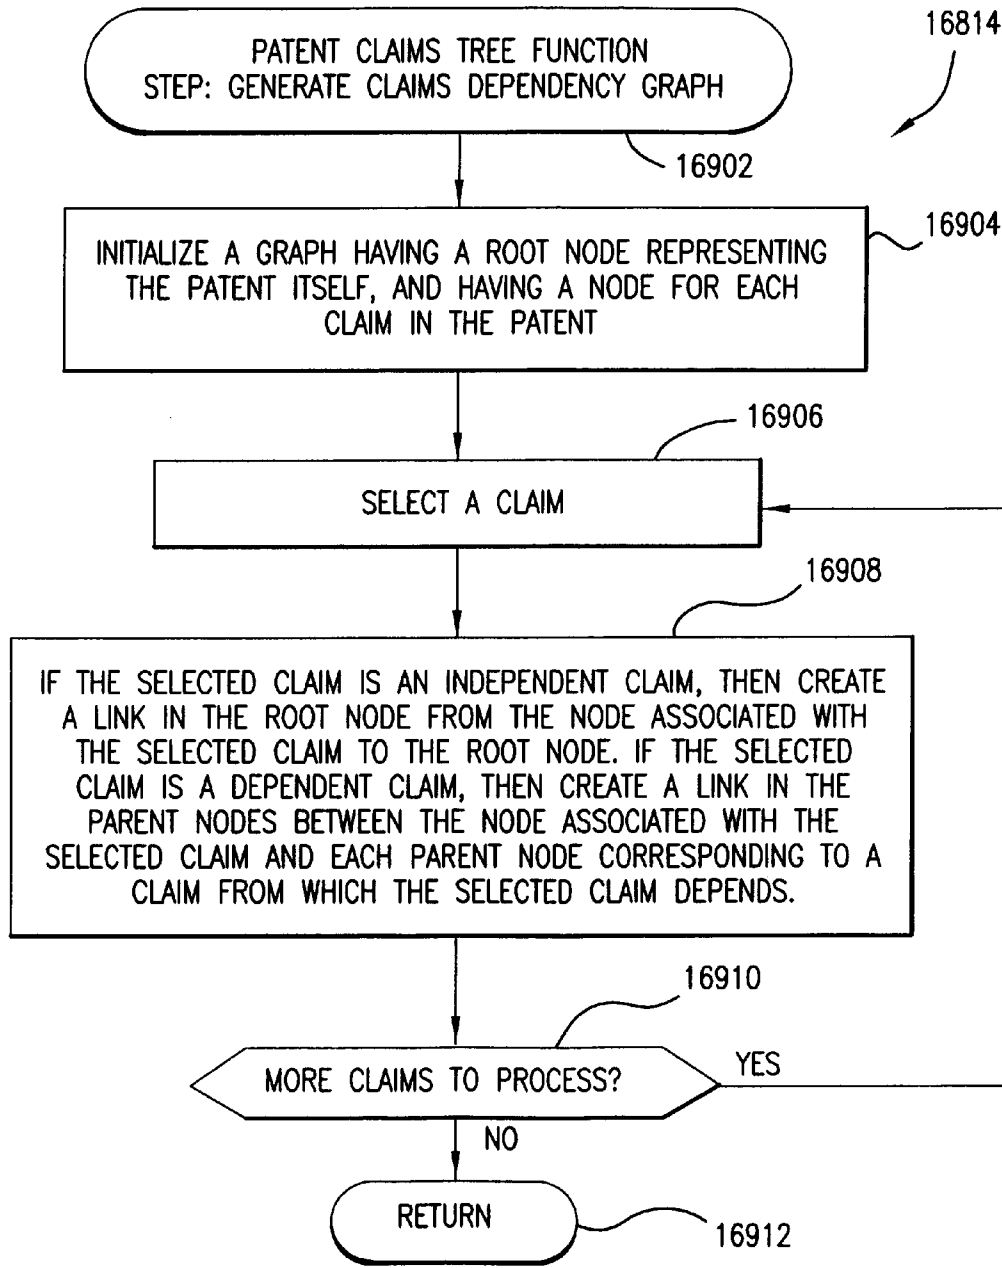 16814
PATENT CLAIMS TREE FUNCTION
STEP: GENERATE CLAIMS DEPENDENCY GRAPH
16902
16904
INITIALIZE A GRAPH HAVING A ROOT NODE REPRESENTING
THE PATENT ITSELF, AND HAVING A NODE FOR EACH
CLAIM IN THE PATENT
16906
SELECT A CLAIM
16908
IF THE SELECTED CLAIM IS AN INDEPENDENT CLAIM, THEN CREATE
A LINK IN THE ROOT NODE FROM THE NODE ASSOCIATED WITH
THE SELECTED CLAIM TO THE ROOT NODE. IF THE SELECTED
CLAIM IS A DEPENDENT CLAIM, THEN CREATE A LINK IN THE
PARENT NODES BETWEEN THE NODE ASSOCIATED WITH THE
SELECTED CLAIM AND EACH PARENT NODE CORRESPONDING TO A
CLAIM FROM WHICH THE SELECTED CLAIM DEPENDS.
16910
MORE CLAIMS TO PROCESS?
YES
NO
RETURN
16912